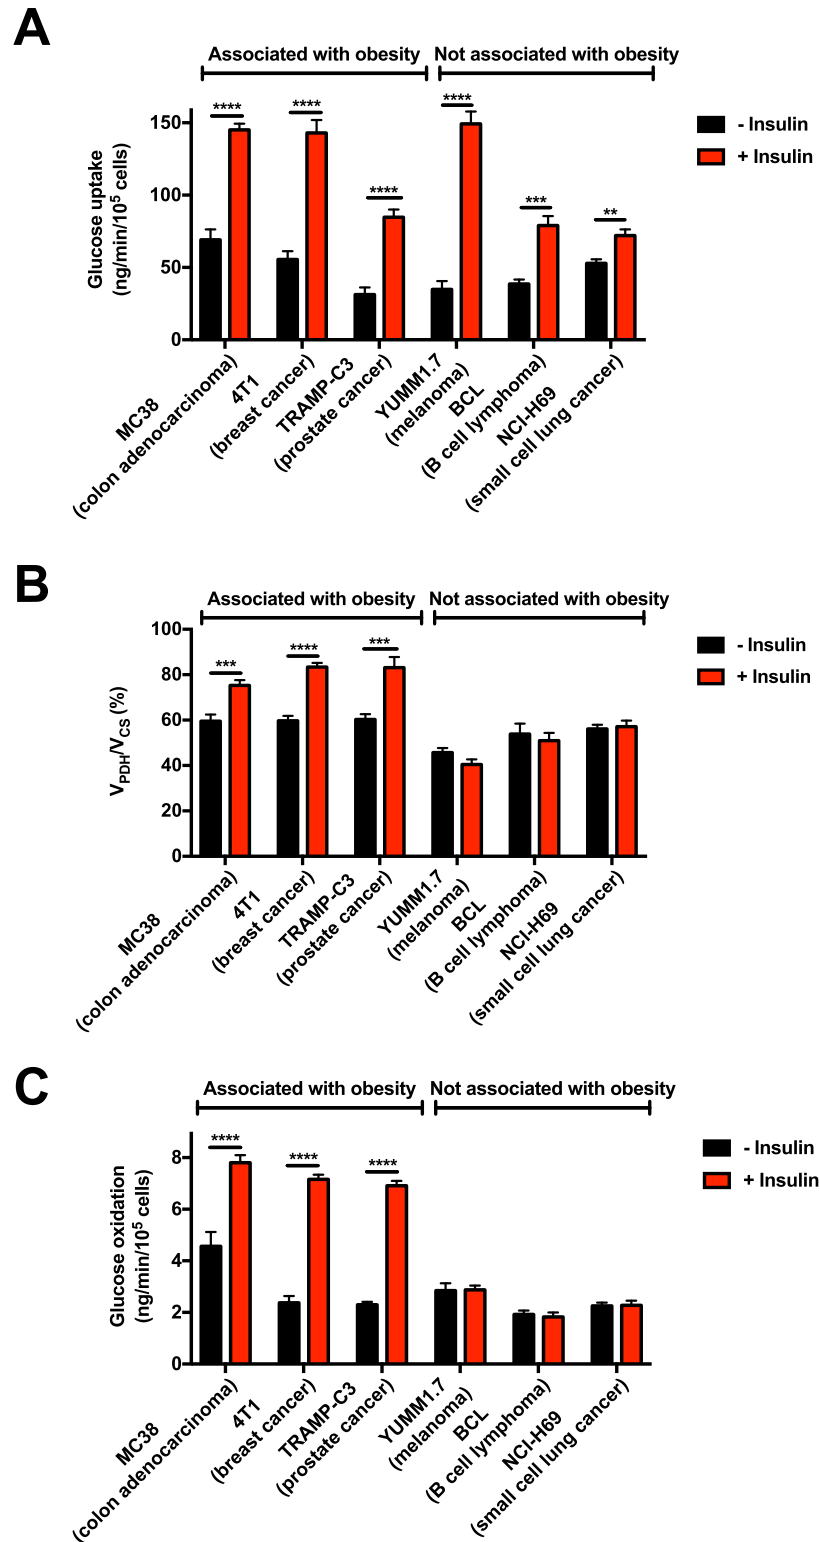 A
Associated with obesity
Not associated with obesity
****
****
****
****
***
**
- Insulin
+ Insulin
Glucose uptake
(ng/min/10⁵ cells)
150
100
50
0
MC38
(colon adenocarcinoma)
4T1
(breast cancer)
TRAMP-C3
(prostate cancer)
YUMM1.7
(melanoma)
BCL
(B cell lymphoma)
NCI-H69
(small cell lung cancer)
B
Associated with obesity
Not associated with obesity
***
****
***
- Insulin
+ Insulin
V_PDH/V_CS (%)
100
80
60
40
20
0
MC38
(colon adenocarcinoma)
4T1
(breast cancer)
TRAMP-C3
(prostate cancer)
YUMM1.7
(melanoma)
BCL
(B cell lymphoma)
NCI-H69
(small cell lung cancer)
C
Associated with obesity
Not associated with obesity
****
****
****
- Insulin
+ Insulin
Glucose oxidation
(ng/min/10⁵ cells)
8
6
4
2
0
MC38
(colon adenocarcinoma)
4T1
(breast cancer)
TRAMP-C3
(prostate cancer)
YUMM1.7
(melanoma)
BCL
(B cell lymphoma)
NCI-H69
(small cell lung cancer)